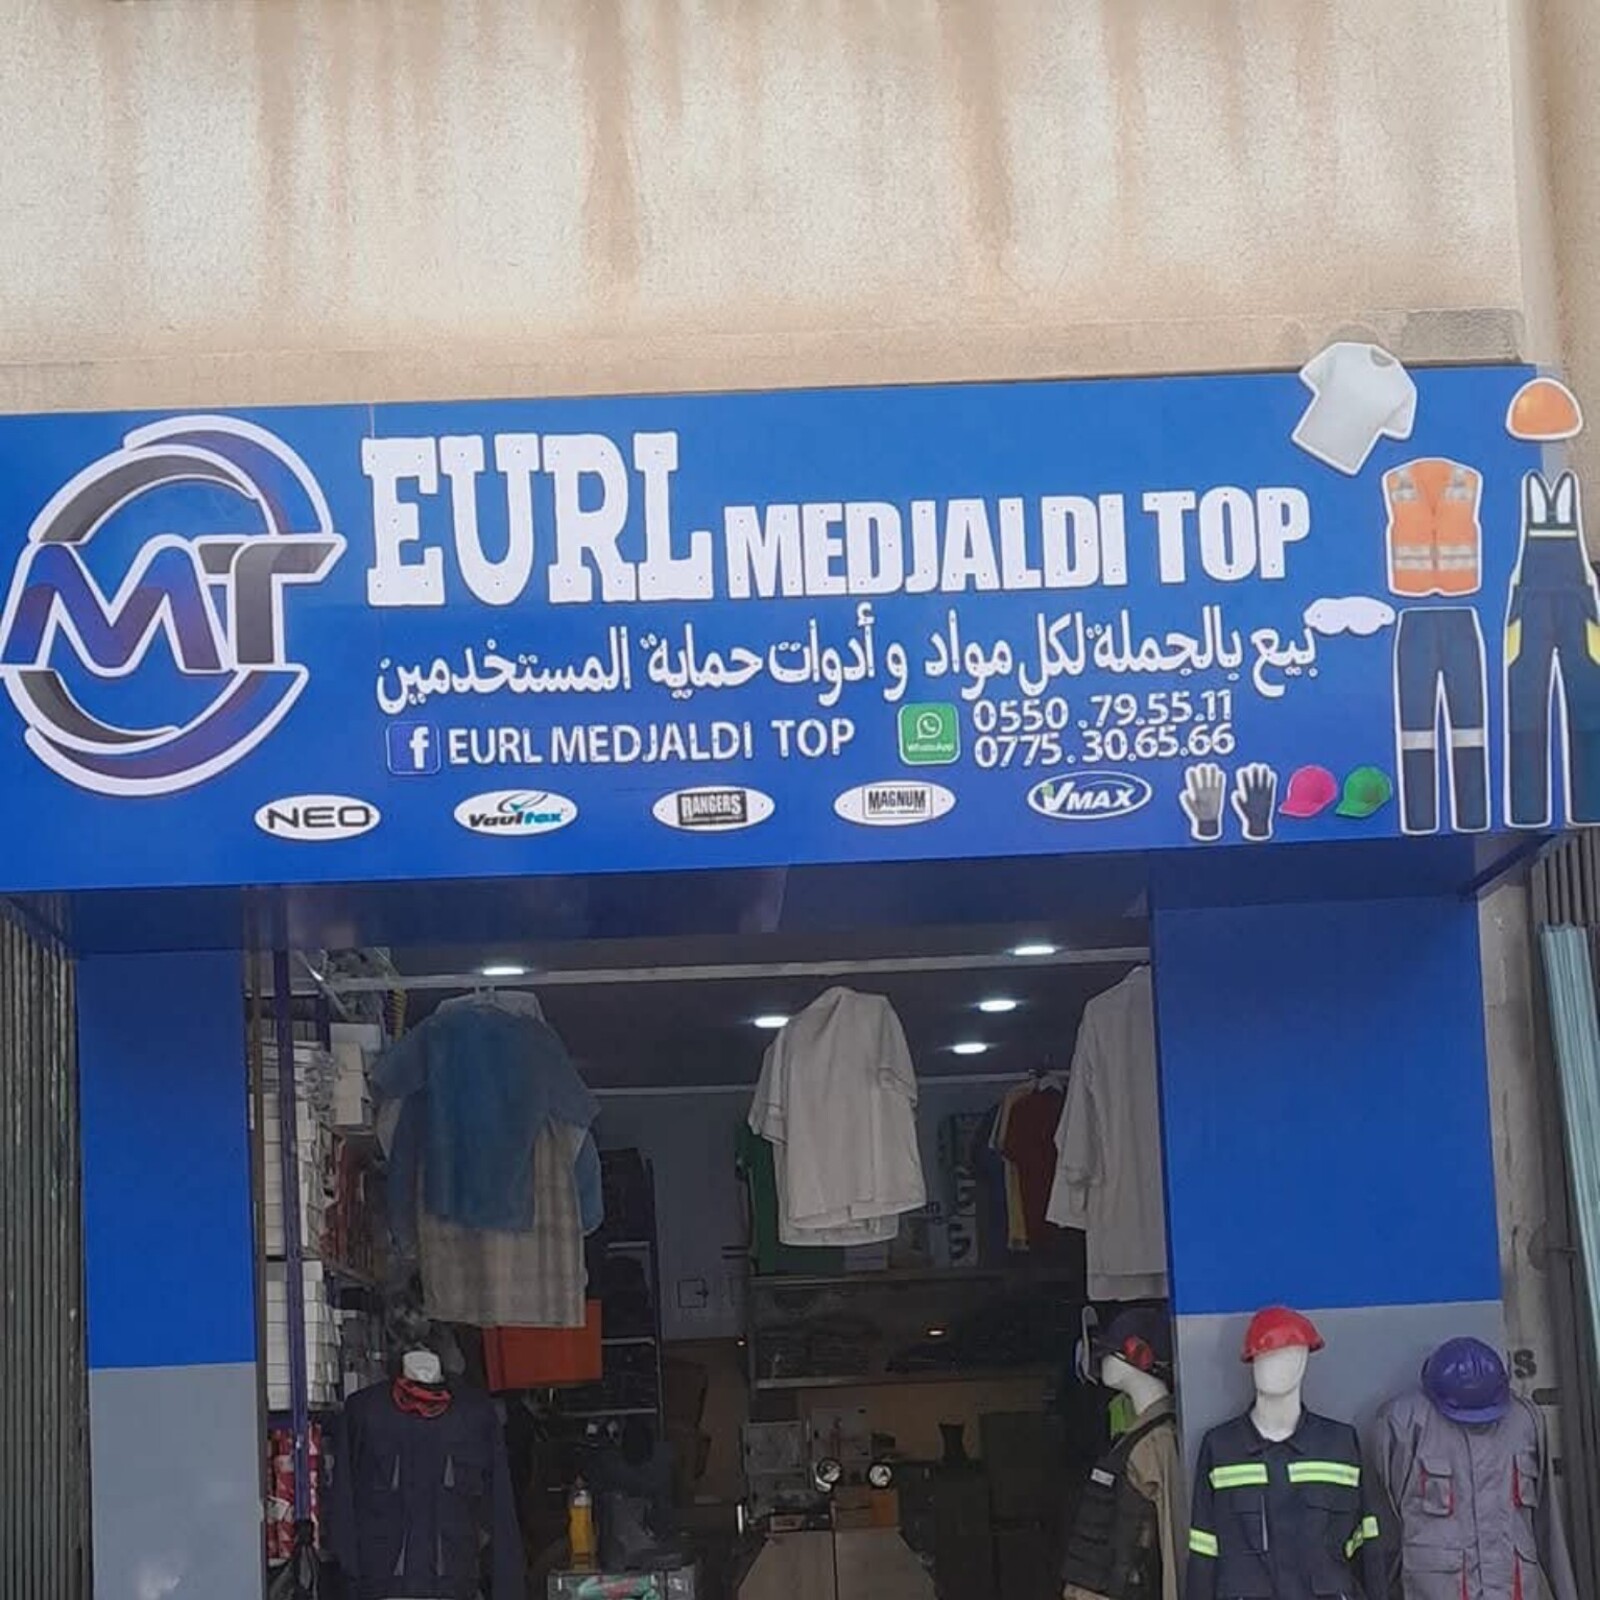 MT
EURL MEDJALDI TOP
بيع بالجملة لكل مواد و أدوات حماية المستخدمين
f EURL MEDJALDI TOP
WhatsApp
0550.79.55.11
0775.30.65.66
NEO
Vaultex
RANGERS
MAGNUM
VMAX